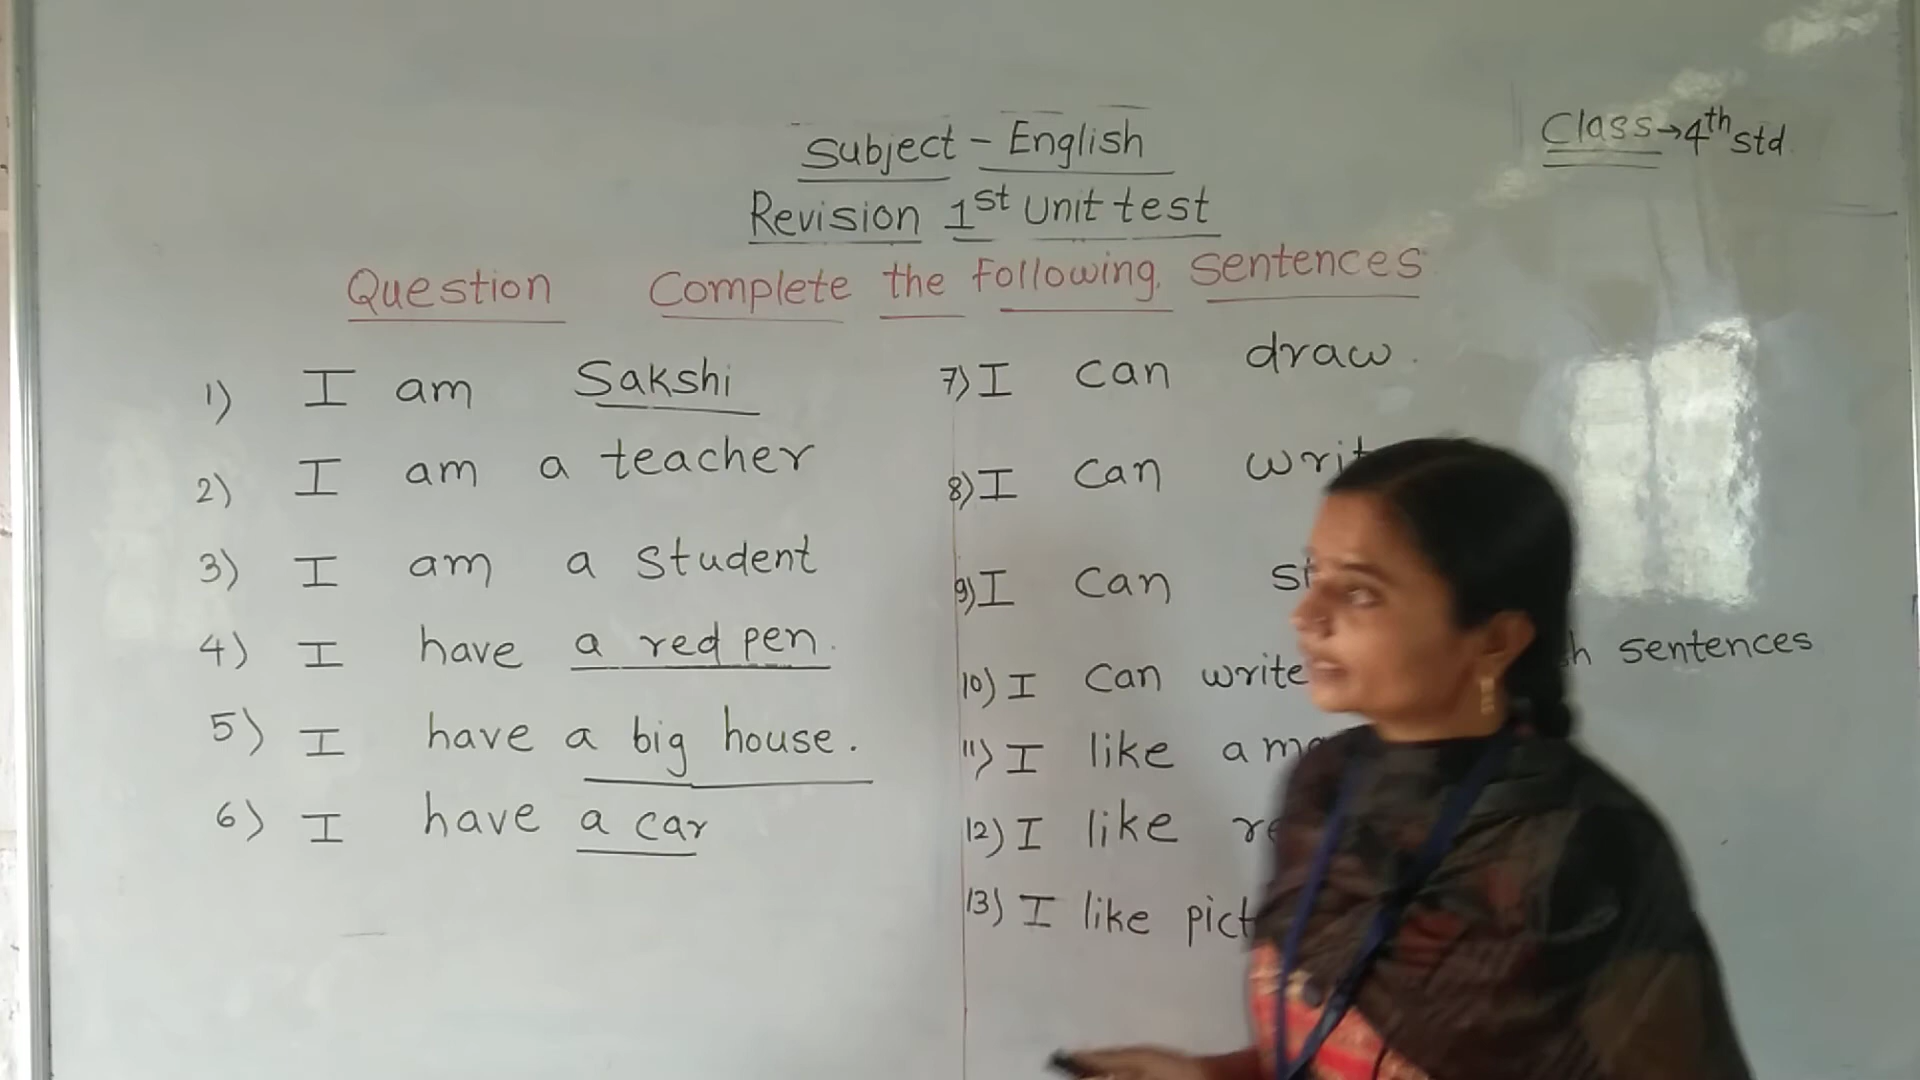 Subject - English
Class→4th std
Revision 1st Unit test
Question Complete the following sentences
1) I am Sakshi
2) I am a teacher
3) I am a student
4) I have a red pen.
5) I have a big house.
6) I have a car
7) I can draw.
8) I can
9) I can
10) I can write sentences
11) I like a
12) I like
13) I like